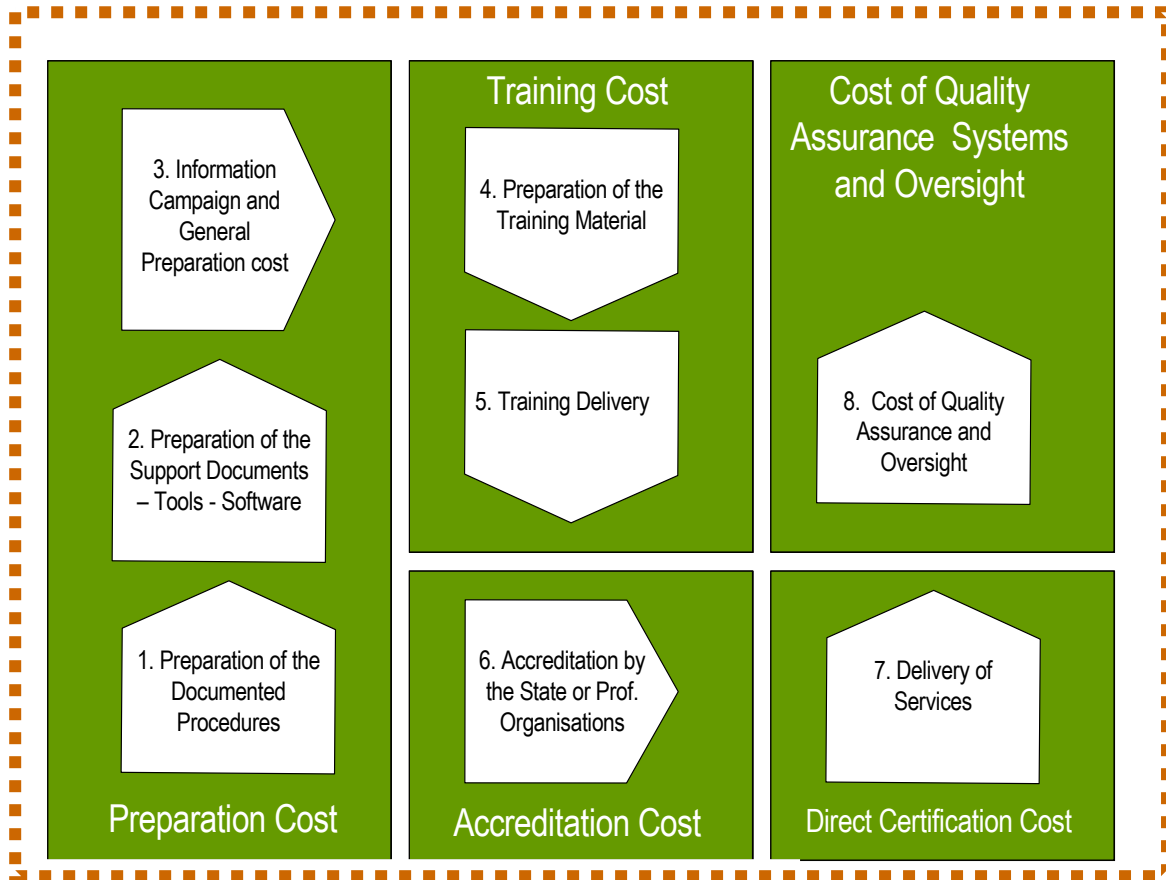 3. Information
Campaign and
General
Preparation cost
2. Preparation of the
Support Documents
– Tools - Software
1. Preparation of the
Documented
Procedures
Preparation Cost
Training Cost
4. Preparation of the
Training Material
5. Training Delivery
6. Accreditation by
the State or Prof.
Organisations
Accreditation Cost
Cost of Quality
Assurance Systems
and Oversight
8. Cost of Quality
Assurance and
Oversight
7. Delivery of
Services
Direct Certification Cost